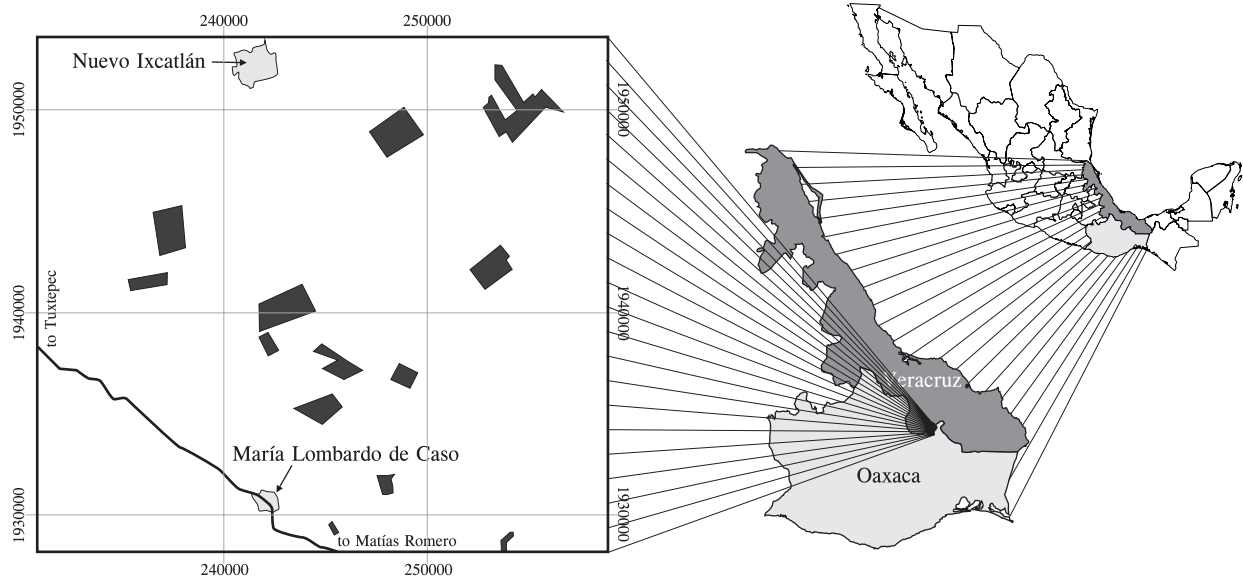 240000
250000
Nuevo Ixcatlán
1950000
1950000
1940000
to Tuxtepec
1940000
Veracruz
María Lombardo de Caso
Oaxaca
1930000
1930000
to Matías Romero
240000
250000